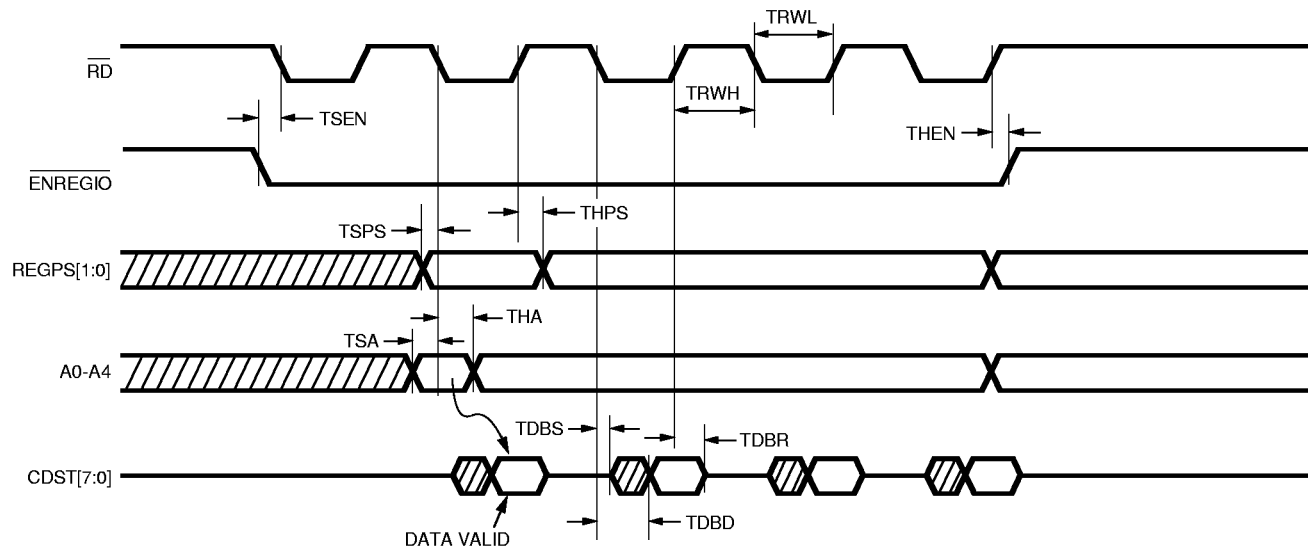 TRWL
RD
TRWH
TSEN
THEN
ENREGIO
THPS
TSPS
REGPS[1:0]
THA
TSA
A0-A4
TDBS
TDBR
CDST[7:0]
TDBD
DATA VALID